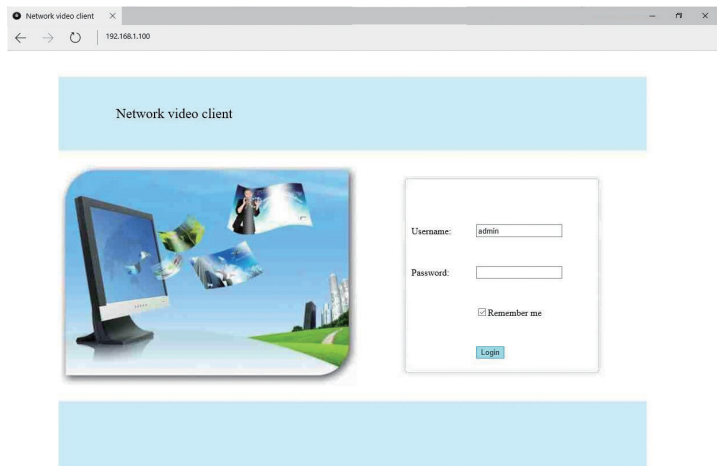 Network video client
192.168.1.100
Network video client
Username: admin
Password:
Remember me
Login